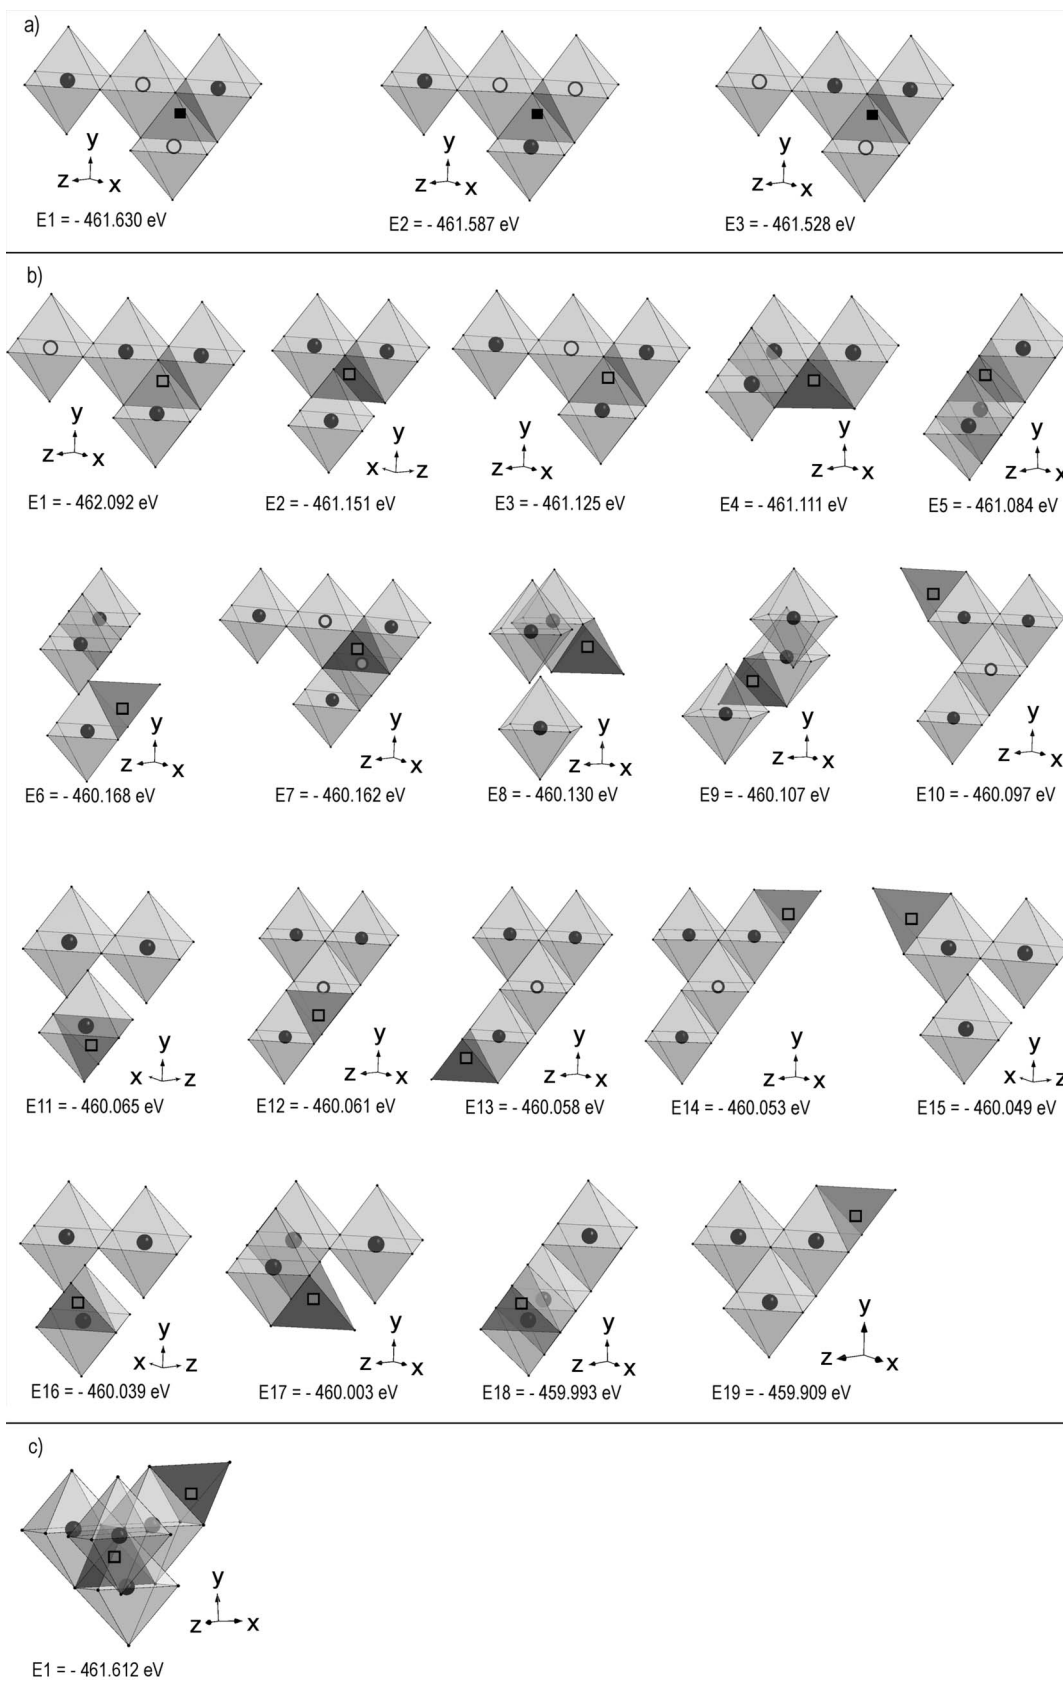 a)
y y y
z x z x z x
E1 = - 461.630 eV E2 = - 461.587 eV E3 = - 461.528 eV
b)
y y y y y
z x x z z x z x z x
E1 = - 462.092 eV E2 = - 461.151 eV E3 = - 461.125 eV E4 = - 461.111 eV E5 = - 461.084 eV
y y y y y
z x z x z x z x z x
E6 = - 460.168 eV E7 = - 460.162 eV E8 = - 460.130 eV E9 = - 460.107 eV E10 = - 460.097 eV
y y y y y
x z z x z x z x x z
E11 = - 460.065 eV E12 = - 460.061 eV E13 = - 460.058 eV E14 = - 460.053 eV E15 = - 460.049 eV
y y y y
x z z x z x z x
E16 = - 460.039 eV E17 = - 460.003 eV E18 = - 459.993 eV E19 = - 459.909 eV
c)
y
z x
E1 = - 461.612 eV